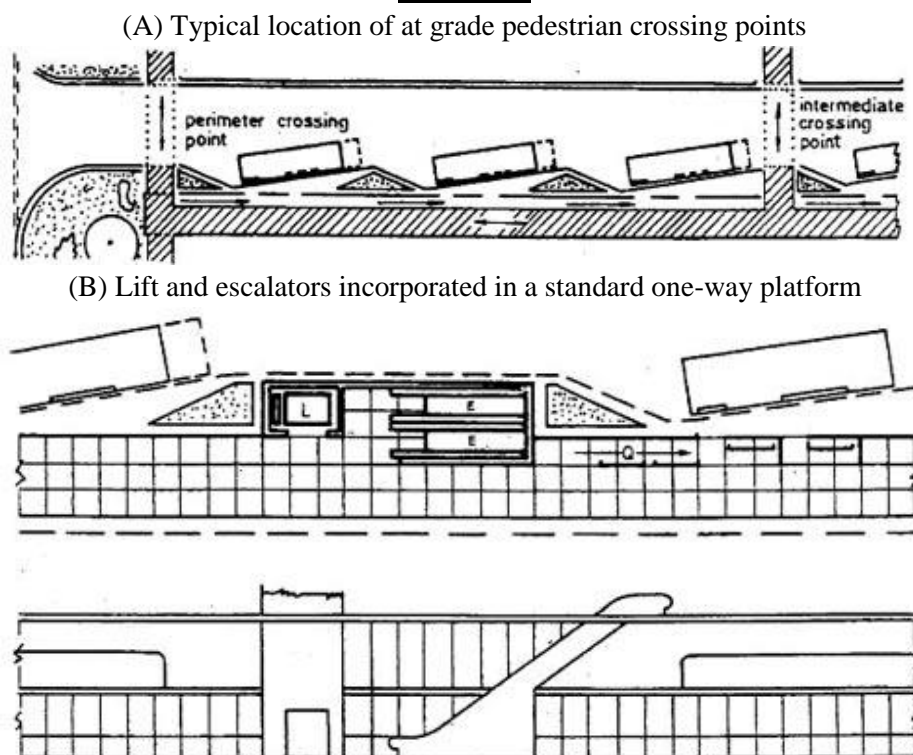 (A) Typical location of at grade pedestrian crossing points
perimeter crossing
point
intermediate
crossing
point
(B) Lift and escalators incorporated in a standard one-way platform
L
E
E
Q